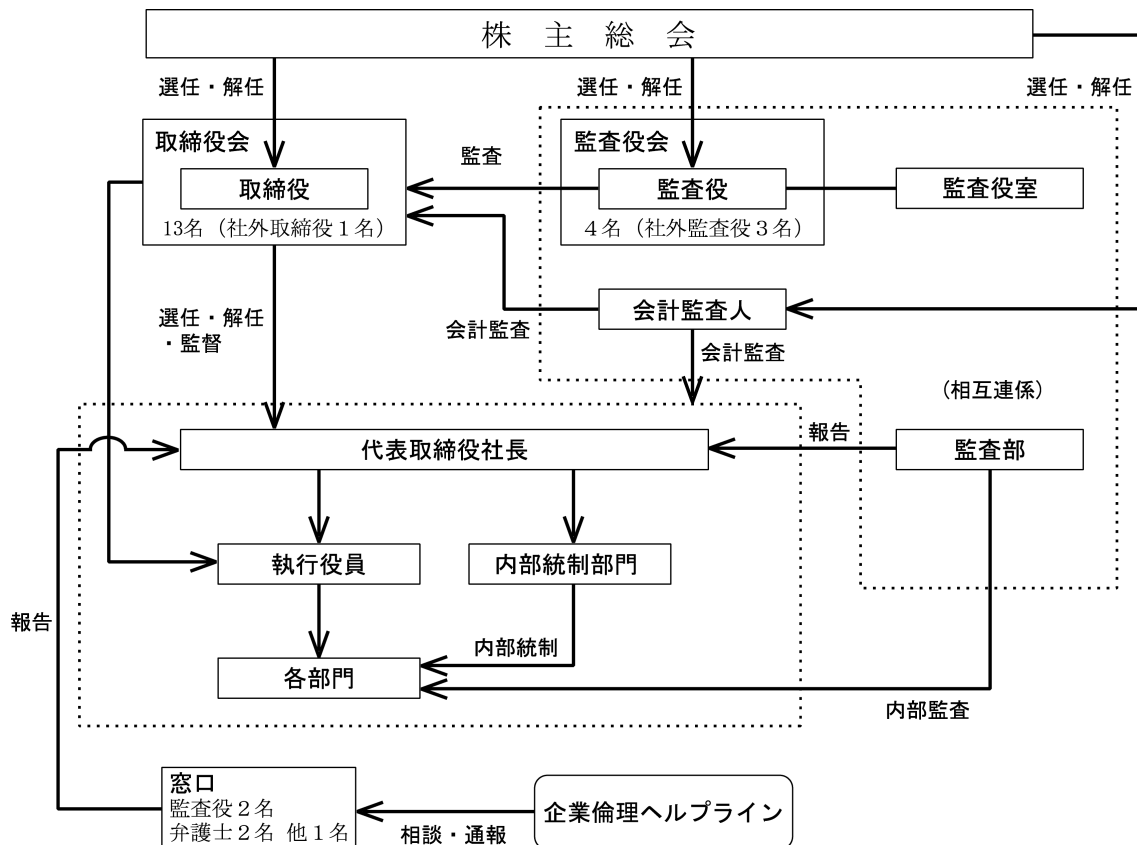 株 主 総 会
選任・解任
選任・解任
選任・解任
取締役会
取締役
13名（社外取締役１名）
監査
監査役会
監査役
４名（社外監査役３名）
監査役室
選任・解任
・監督
会計監査
会計監査人
会計監査
（相互連係）
代表取締役社長
報告
監査部
執行役員
内部統制部門
報告
内部統制
各部門
内部監査
窓口
監査役２名
弁護士２名 他１名
相談・通報
企業倫理ヘルプライン